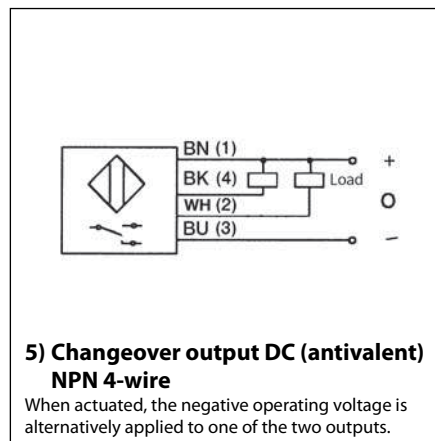 BN (1)
+
BK (4)
Load
WH (2)
O
BU (3)
–
5) Changeover output DC (antivalent)
NPN 4-wire
When actuated, the negative operating voltage is
alternatively applied to one of the two outputs.